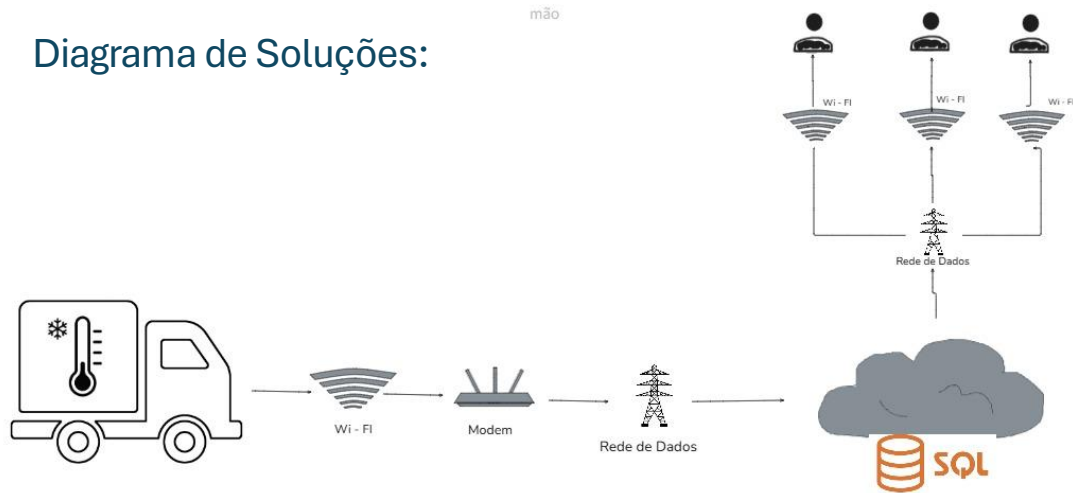 mão
Diagrama de Soluções:
Wi - FI
Wi - FI
Wi - FI
Rede de Dados
Wi - FI
Modem
Rede de Dados
SQL